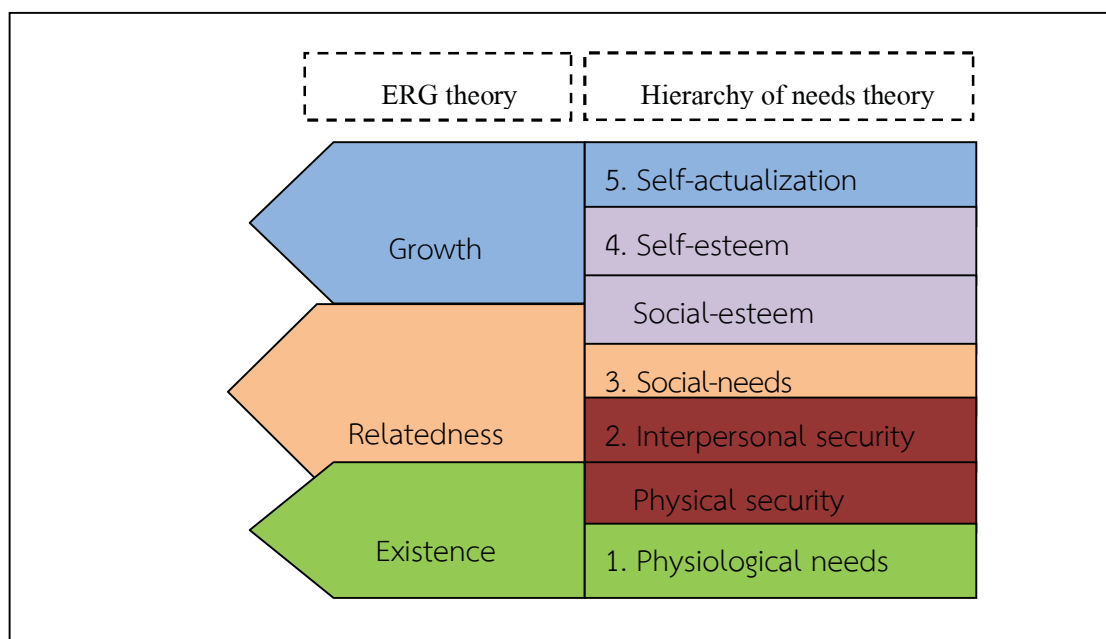 ERG theory
Hierarchy of needs theory
Growth
Relatedness
Existence
5. Self-actualization
4. Self-esteem
Social-esteem
3. Social-needs
2. Interpersonal security
Physical security
1. Physiological needs